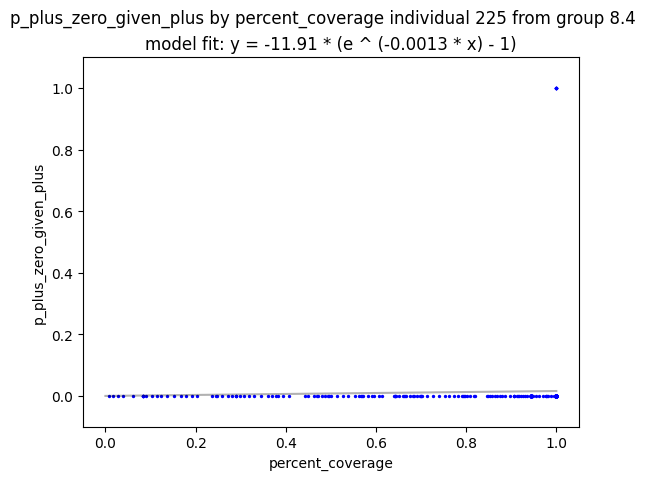 p_plus_zero_given_plus by percent_coverage individual 225 from group 8.4
model fit: y = -11.91 * (e ^ (-0.0013 * x) - 1)
1.0
0.8
0.6
0.4
0.2
0.0
p_plus_zero_given_plus
0.0 0.2 0.4 0.6 0.8 1.0
percent_coverage